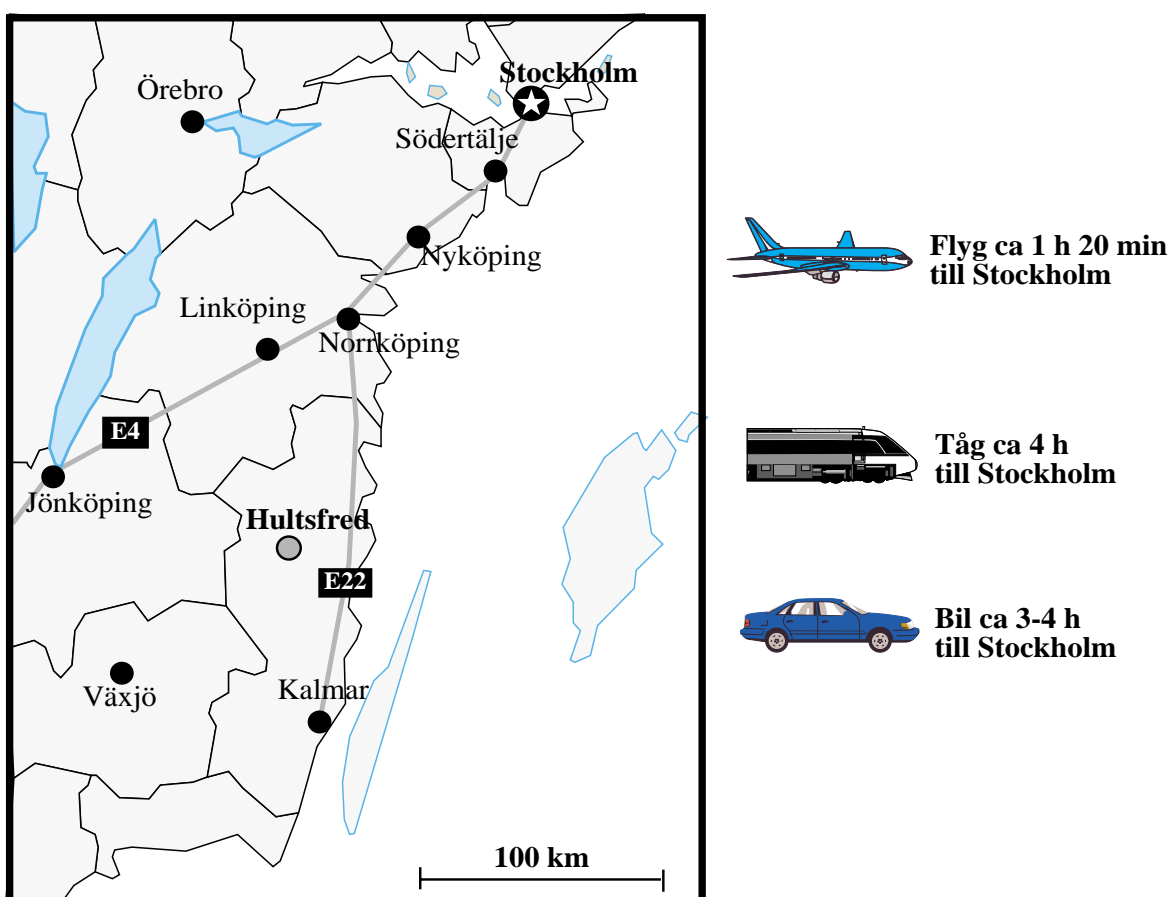 Stockholm
Örebro
Södertälje
Nyköping
Linköping
Norrköping
E4
Jönköping
Hultsfred
E22
Växjö
Kalmar
100 km
Flyg ca 1 h 20 min
till Stockholm
Tåg ca 4 h
till Stockholm
Bil ca 3-4 h
till Stockholm